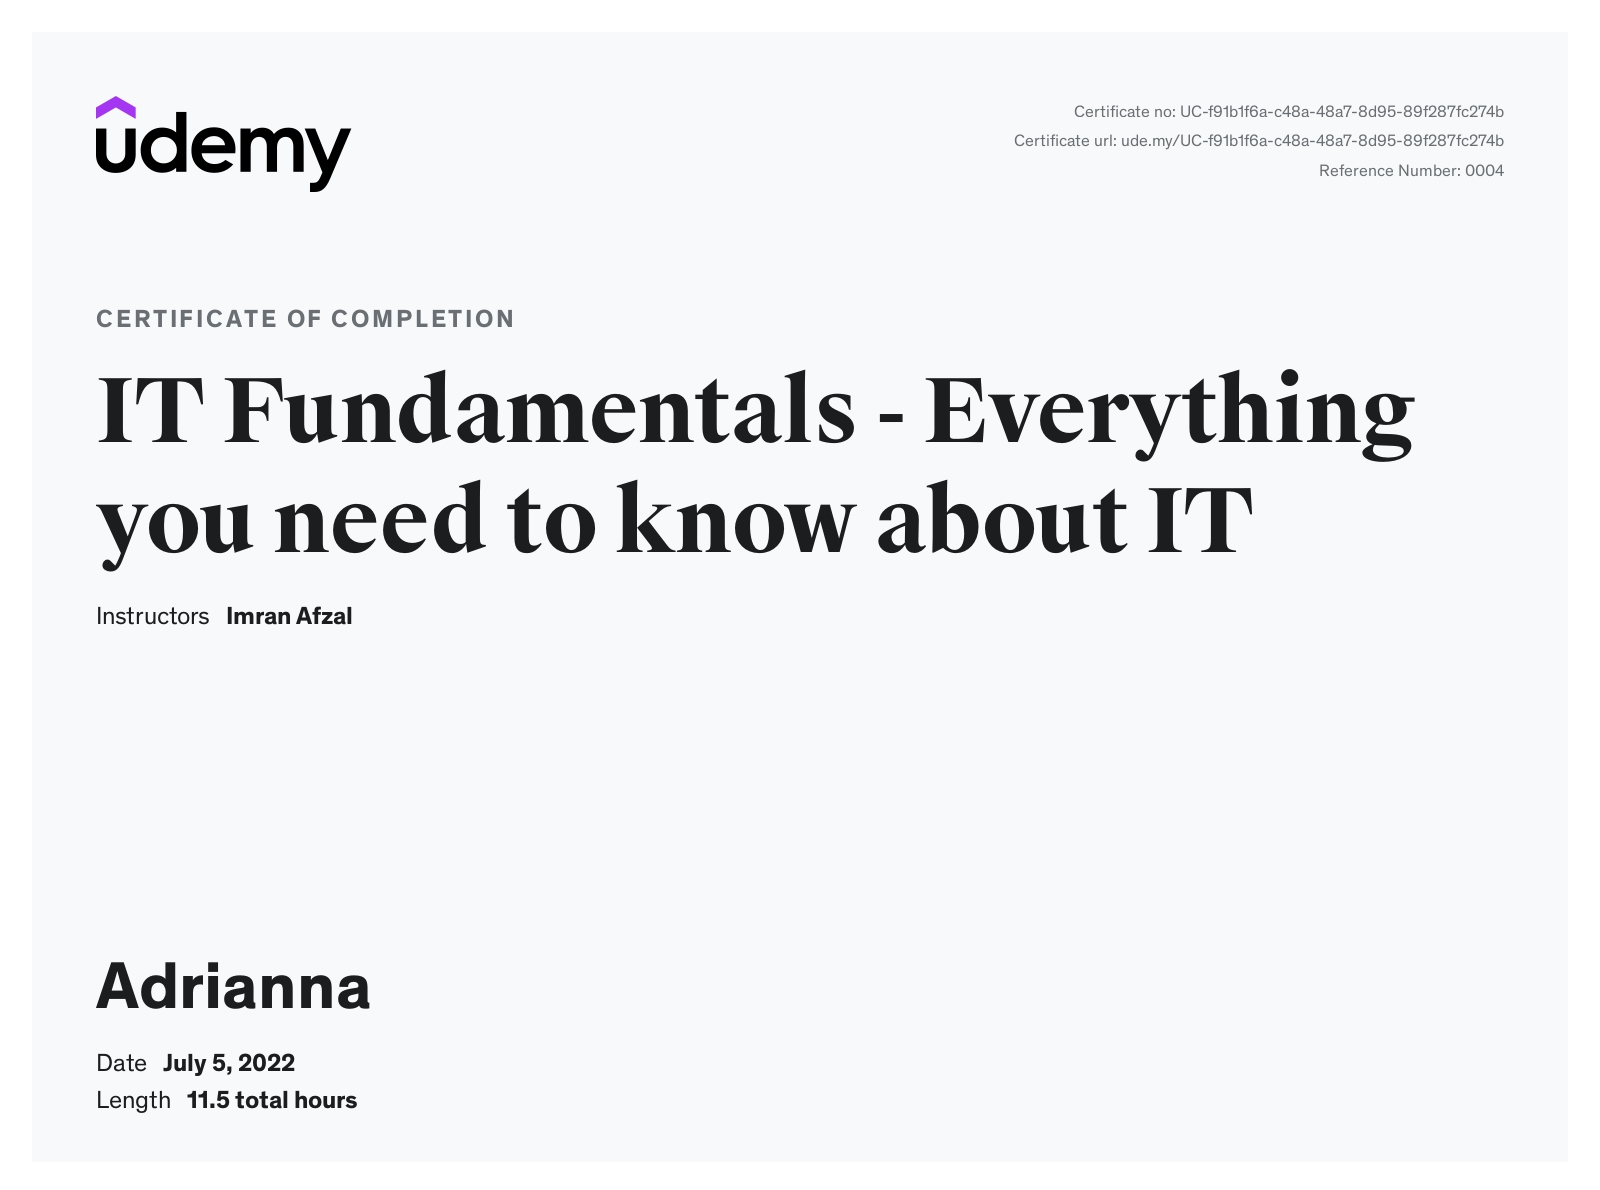 udemy
Certificate no: UC-f91b1f6a-c48a-48a7-8d95-89f287fc274b
Certificate url: ude.my/UC-f91b1f6a-c48a-48a7-8d95-89f287fc274b
Reference Number: 0004
CERTIFICATE OF COMPLETION
IT Fundamentals - Everything
you need to know about IT
Instructors Imran Afzal
Adrianna
Date July 5, 2022
Length 11.5 total hours